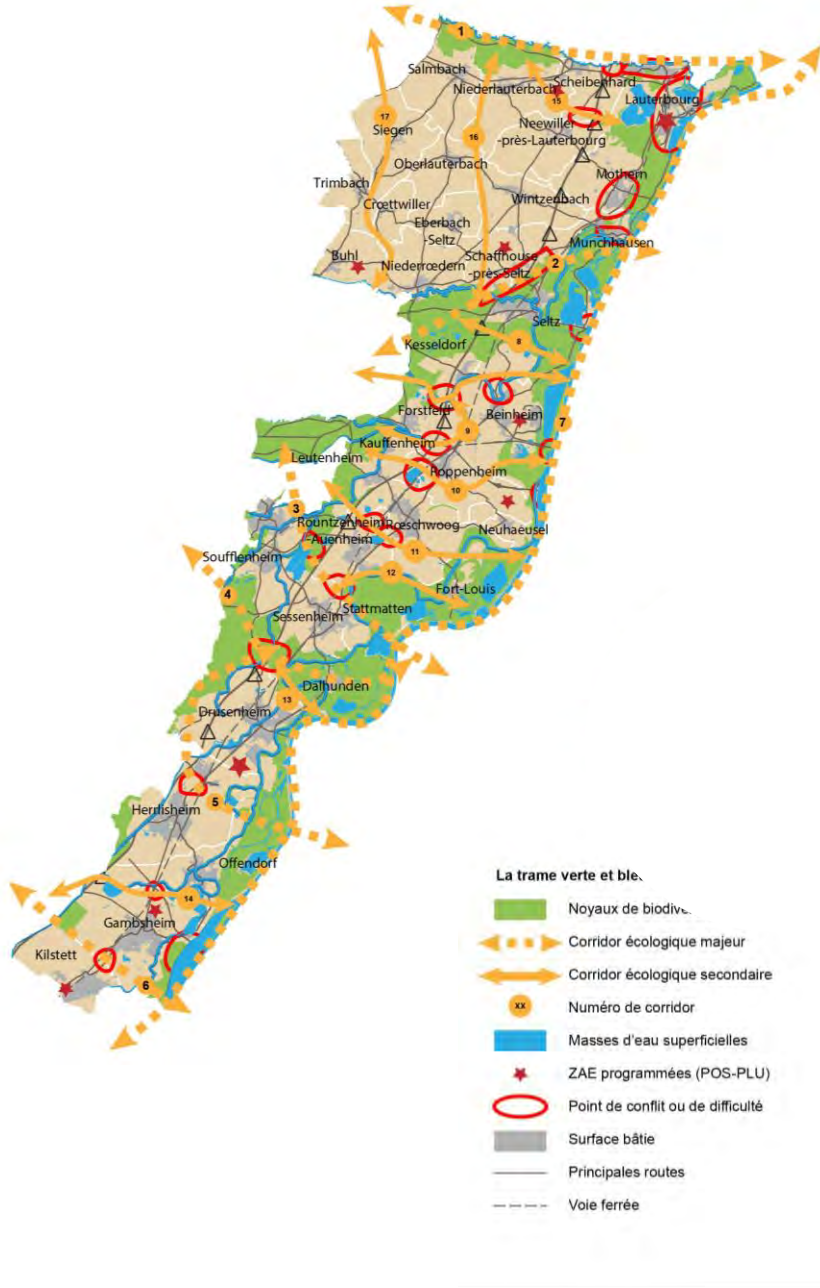 1
Salmbach
Scheibenhard
Niederlauterbach
Lauterbourg
15
17
Siegen
16
Neewiller
-près-Lauterbourg
Oberlauterbach
Mothern
Trimbach
Crœttwiller
Wintzenbach
Eberbach
-Seltz
Munchhausen
Buhl
Schaffhouse
-près-Seltz
2
Niederrœdern
Seltz
8
Kesseldorf
Forstfeld
Beinheim
7
9
Kauffenheim
Leutenheim
Roppenheim
10
3
Rountzenheim
-Auenheim
Rœschwoog
Neuhaeusel
Soufflenheim
11
12
4
Fort-Louis
Stattmatten
Sessenheim
Dalhunden
13
Drusenheim
5
Herrlisheim
Offendorf
14
Gambsheim
Kilstett
6
La trame verte et ble
Noyaux de biodive
Corridor écologique majeur
Corridor écologique secondaire
xx
Numéro de corridor
Masses d'eau superficielles
ZAE programmées (POS-PLU)
Point de conflit ou de difficulté
Surface bâtie
Principales routes
Voie ferrée